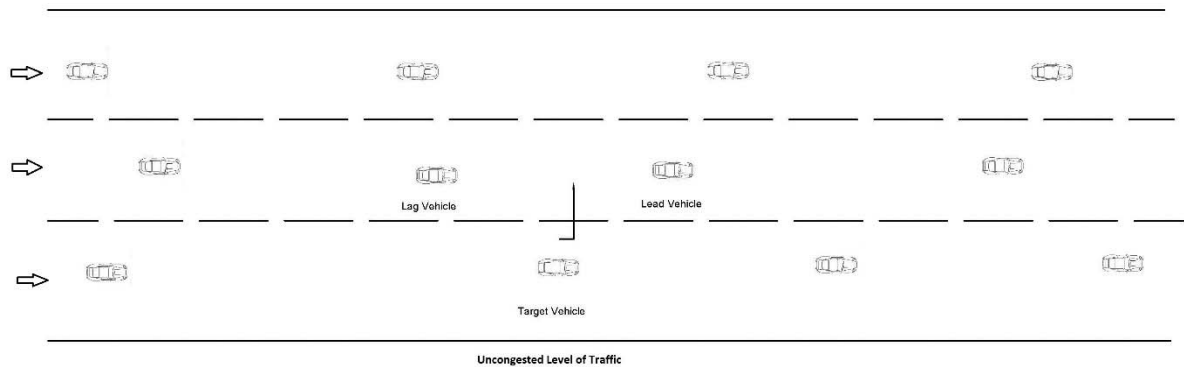 Lag Vehicle
Lead Vehicle
Target Vehicle
Uncongested Level of Traffic